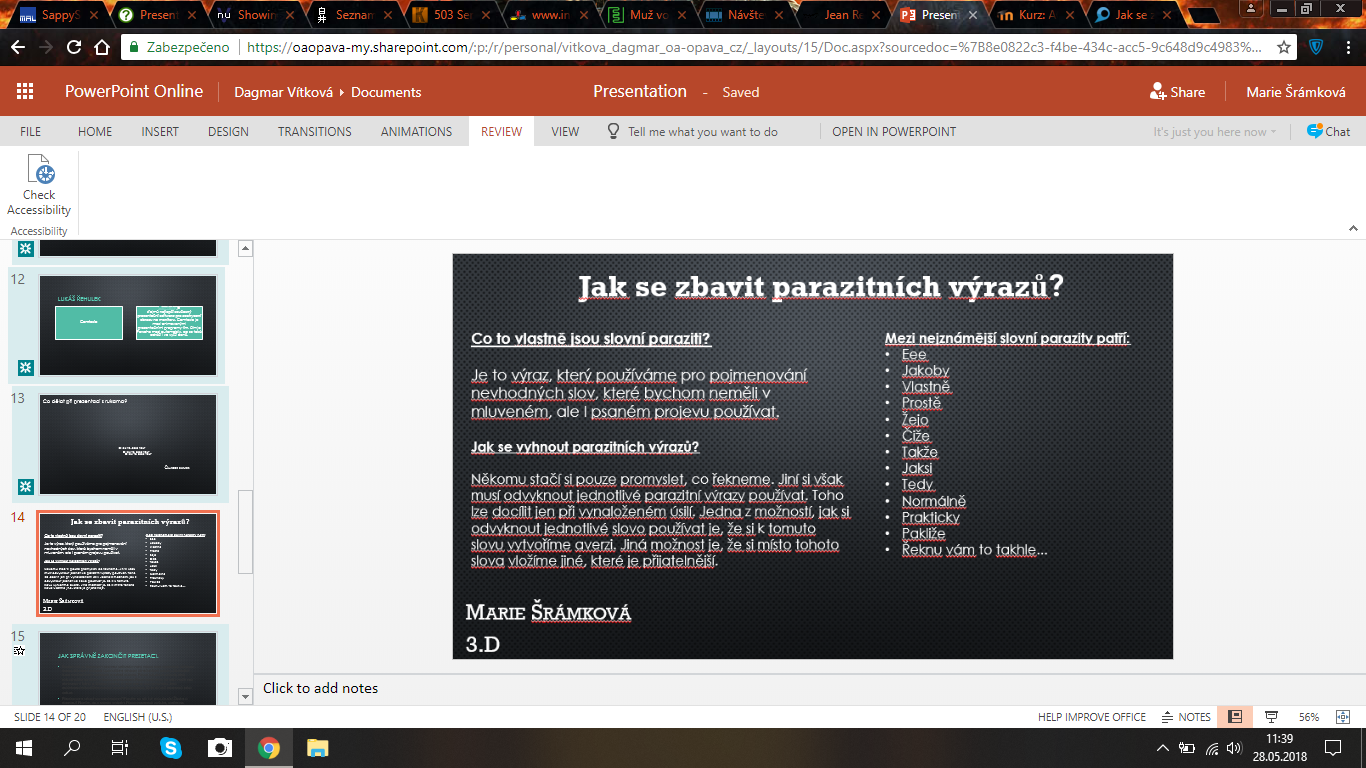 SappyS
Present
Showin
Seznam
503 Se
www.in
Muž vo
Návšte
Jean R
Present
Kurz: A
Jak se
Zabezpečeno
https://oaopava-my.sharepoint.com/:p:/r/personal/vitkova_dagmar_oa-opava_cz/_layouts/15/Doc.aspx?sourcedoc=%7B8e0822c3-f4be-434c-acc5-9c648d9c4983%...
PowerPoint Online
Dagmar Vítková › Documents
Presentation - Saved
Share
Marie Šrámková
FILE HOME INSERT DESIGN TRANSITIONS ANIMATIONS REVIEW VIEW Tell me what you want to do OPEN IN POWERPOINT It's just you here now Chat
Check
Accessibility
Accessibility
12
LUKÁŠ ŘEHULEC
13
Co dělat při prezentaci s rukama?
14
Jak se zbavit parazitních výrazů?
Marie Šrámková
3.D
15
JAK SPRÁVNĚ ZAKONČIT PREZETACI.
Jak se zbavit parazitních výrazů?
Co to vlastně jsou slovní paraziti?
Je to výraz, který používáme pro pojmenování
nevhodných slov, které bychom neměli v
mluveném, ale I psaném projevu používat.
Jak se vyhnout parazitních výrazů?
Někomu stačí si pouze promyslet, co řekneme. Jiní si však
musí odvyknout jednotlivé parazitní výrazy používat. Toho
lze docílit jen při vynaloženém úsilí. Jedna z možností, jak si
odvyknout jednotlivé slovo používat je, že si k tomuto
slovu vytvoříme averzi. Jiná možnost je, že si místo tohoto
slova vložíme jiné, které je přijatelnější.
Mezi nejznámější slovní parazity patří:
• Eee
• Jakoby
• Vlastně
• Prostě
• Žejo
• Čiže
• Takže
• Jaksi
• Tedy
• Normálně
• Prakticky
• Pakliže
• Řeknu vám to takhle...
Marie Šrámková
3.D
Click to add notes
SLIDE 14 OF 20 ENGLISH (U.S.) HELP IMPROVE OFFICE NOTES 56%
11:39
28.05.2018